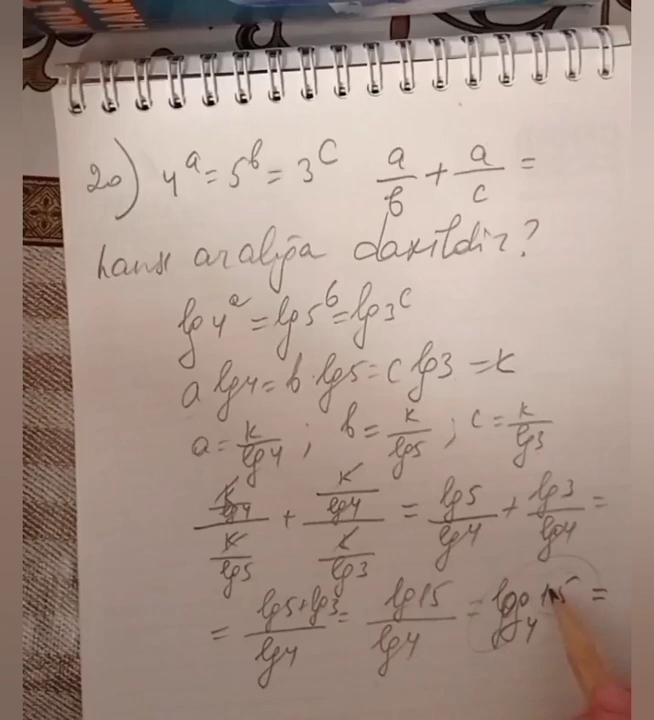 20) 4^a = 5^b = 3^c a/b + a/c =
hansı aralığa daxildir?
lg4^a = lg5^b = lg3^c
a lg4 = b · lg5 = c lg3 = k
a = k/lg4 ; b = k/lg5 ; c = k/lg3
(k/lg4)/(k/lg5) + (k/lg4)/(k/lg3) = lg5/lg4 + lg3/lg4 =
= (lg5+lg3)/lg4 = lg15/lg4 = log₄15 =